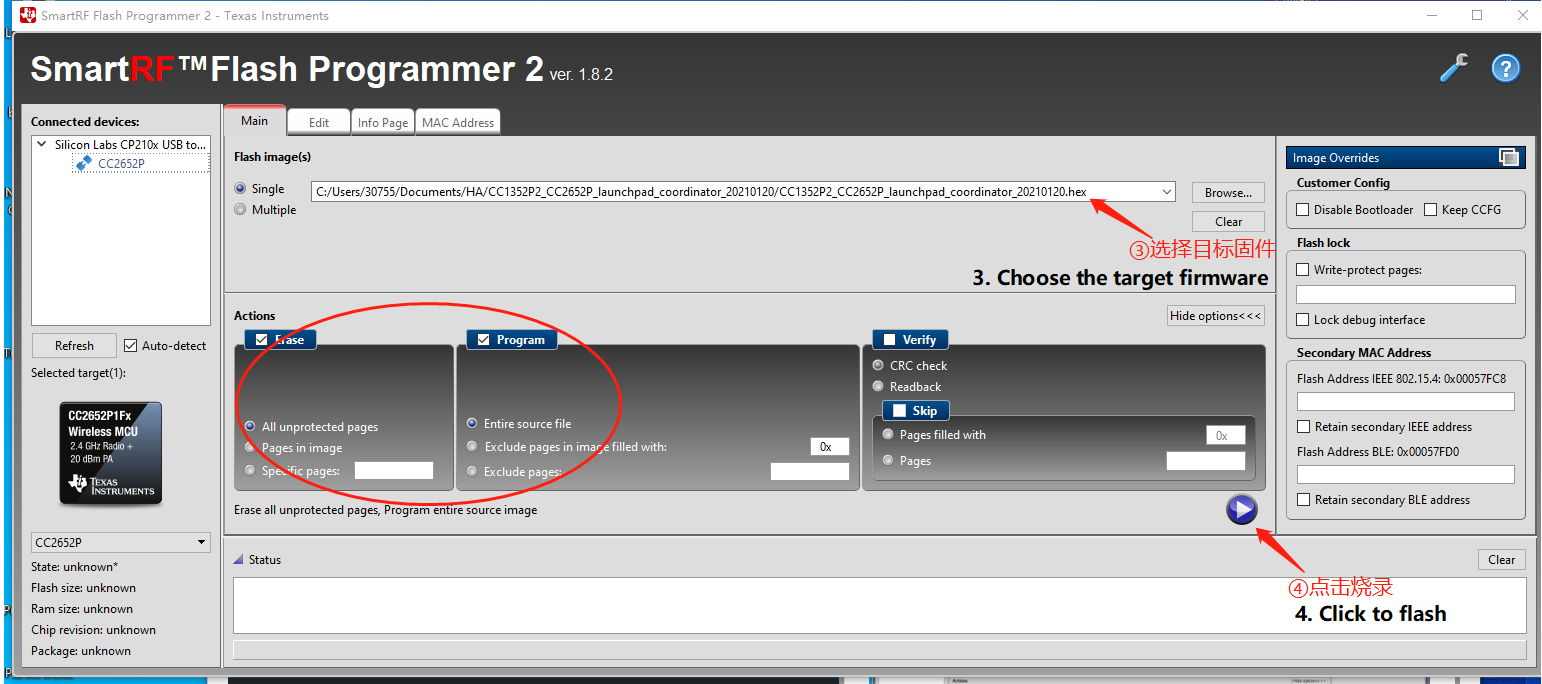 SmartRF Flash Programmer 2 - Texas Instruments
SmartRF™Flash Programmer 2 ver. 1.8.2
Connected devices:
Silicon Labs CP210x USB to...
CC2652P
Refresh
Auto-detect
Selected target(1):
CC2652P1Fx
Wireless MCU
2.4 GHz Radio +
20 dBm PA
TEXAS
INSTRUMENTS
CC2652P
State: unknown*
Flash size: unknown
Ram size: unknown
Chip revision: unknown
Package: unknown
Main
Edit
Info Page
MAC Address
Flash image(s)
Single
C:/Users/30755/Documents/HA/CC1352P2_CC2652P_launchpad_coordinator_20210120/CC1352P2_CC2652P_launchpad_coordinator_20210120.hex
Browse...
Multiple
Clear
③选择目标固件
3. Choose the target firmware
Actions
Hide options<<<
Erase
All unprotected pages
Pages in image
Specific pages:
Program
Entire source file
Exclude pages in image filled with:
0x
Exclude pages:
Verify
CRC check
Readback
Skip
Pages filled with
0x
Pages
Erase all unprotected pages, Program entire source image
Status
Clear
④点击烧录
4. Click to flash
Image Overrides
Customer Config
Disable Bootloader
Keep CCFG
Flash lock
Write-protect pages:
Lock debug interface
Secondary MAC Address
Flash Address IEEE 802.15.4: 0x00057FC8
Retain secondary IEEE address
Flash Address BLE: 0x00057FD0
Retain secondary BLE address